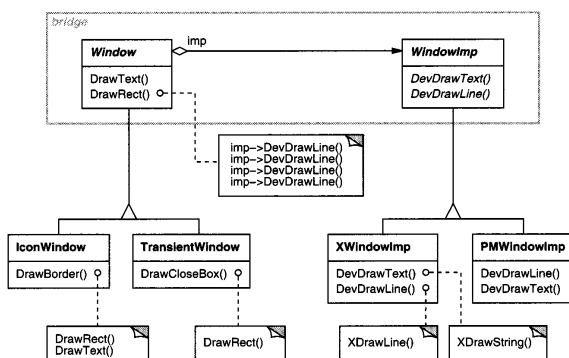 bridge
Window
imp
WindowImp
DrawText()
DrawRect()
DevDrawText()
DevDrawLine()
imp->DevDrawLine()
imp->DevDrawLine()
imp->DevDrawLine()
imp->DevDrawLine()
IconWindow
DrawBorder()
TransientWindow
DrawCloseBox()
XWindowImp
DevDrawText()
DevDrawLine()
PMWindowImp
DevDrawLine()
DevDrawText()
DrawRect()
DrawText()
DrawRect()
XDrawLine()
XDrawString()